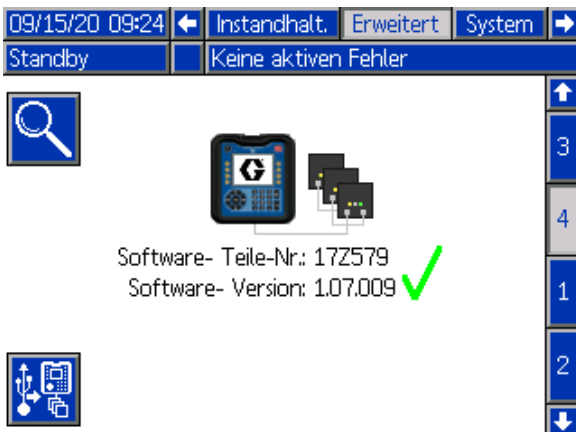 09/15/20 09:24 Instandhalt. Erweitert System
Standby Keine aktiven Fehler
3
4
1
2
Software- Teile-Nr.: 17Z579
Software- Version: 1.07.009